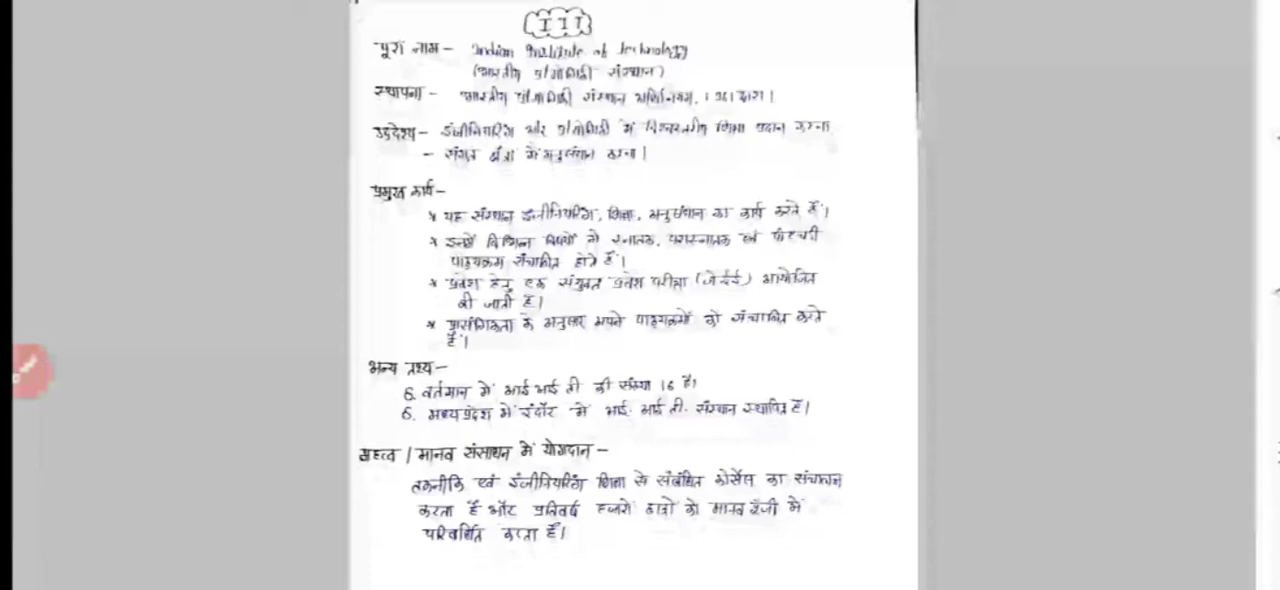 IIT
पूरा नाम - Indian Institute of Technology
(भारतीय प्रौद्योगिकी संस्थान)
स्थापना - भारतीय प्रौद्योगिकी संस्थान अधिनियम, 1961 द्वारा।
उद्देश्य - इंजीनियरिंग और प्रौद्योगिकी में विश्वस्तरीय शिक्षा प्रदान करना
- संगत क्षेत्रों में अनुसंधान करना।
प्रमुख कार्य -
* यह संस्थान इंजीनियरिंग, शिक्षा, अनुसंधान का कार्य करते हैं।
* इनमें विभिन्न विषयों के स्नातक, परास्नातक एवं पीएचडी
पाठ्यक्रम संचालित होते हैं।
* प्रवेश हेतु एक संयुक्त प्रवेश परीक्षा (जेईई) आयोजित
की जाती है।
* प्रासंगिकता के अनुसार अपने पाठ्यक्रमों को संचालित करते
हैं।
अन्य तथ्य -
6. वर्तमान में आई आई टी की संख्या 16 है।
6. मध्यप्रदेश में इंदौर में आई. आई टी. संस्थान स्थापित है।
महत्व / मानव संसाधन में योगदान -
तकनीकि एवं इंजीनियरिंग शिक्षा से संबंधित कोर्सेस का संचालन
करता है और प्रतिवर्ष हजारो छात्रो को मानव पूँजी में
परिवर्धित करता है।